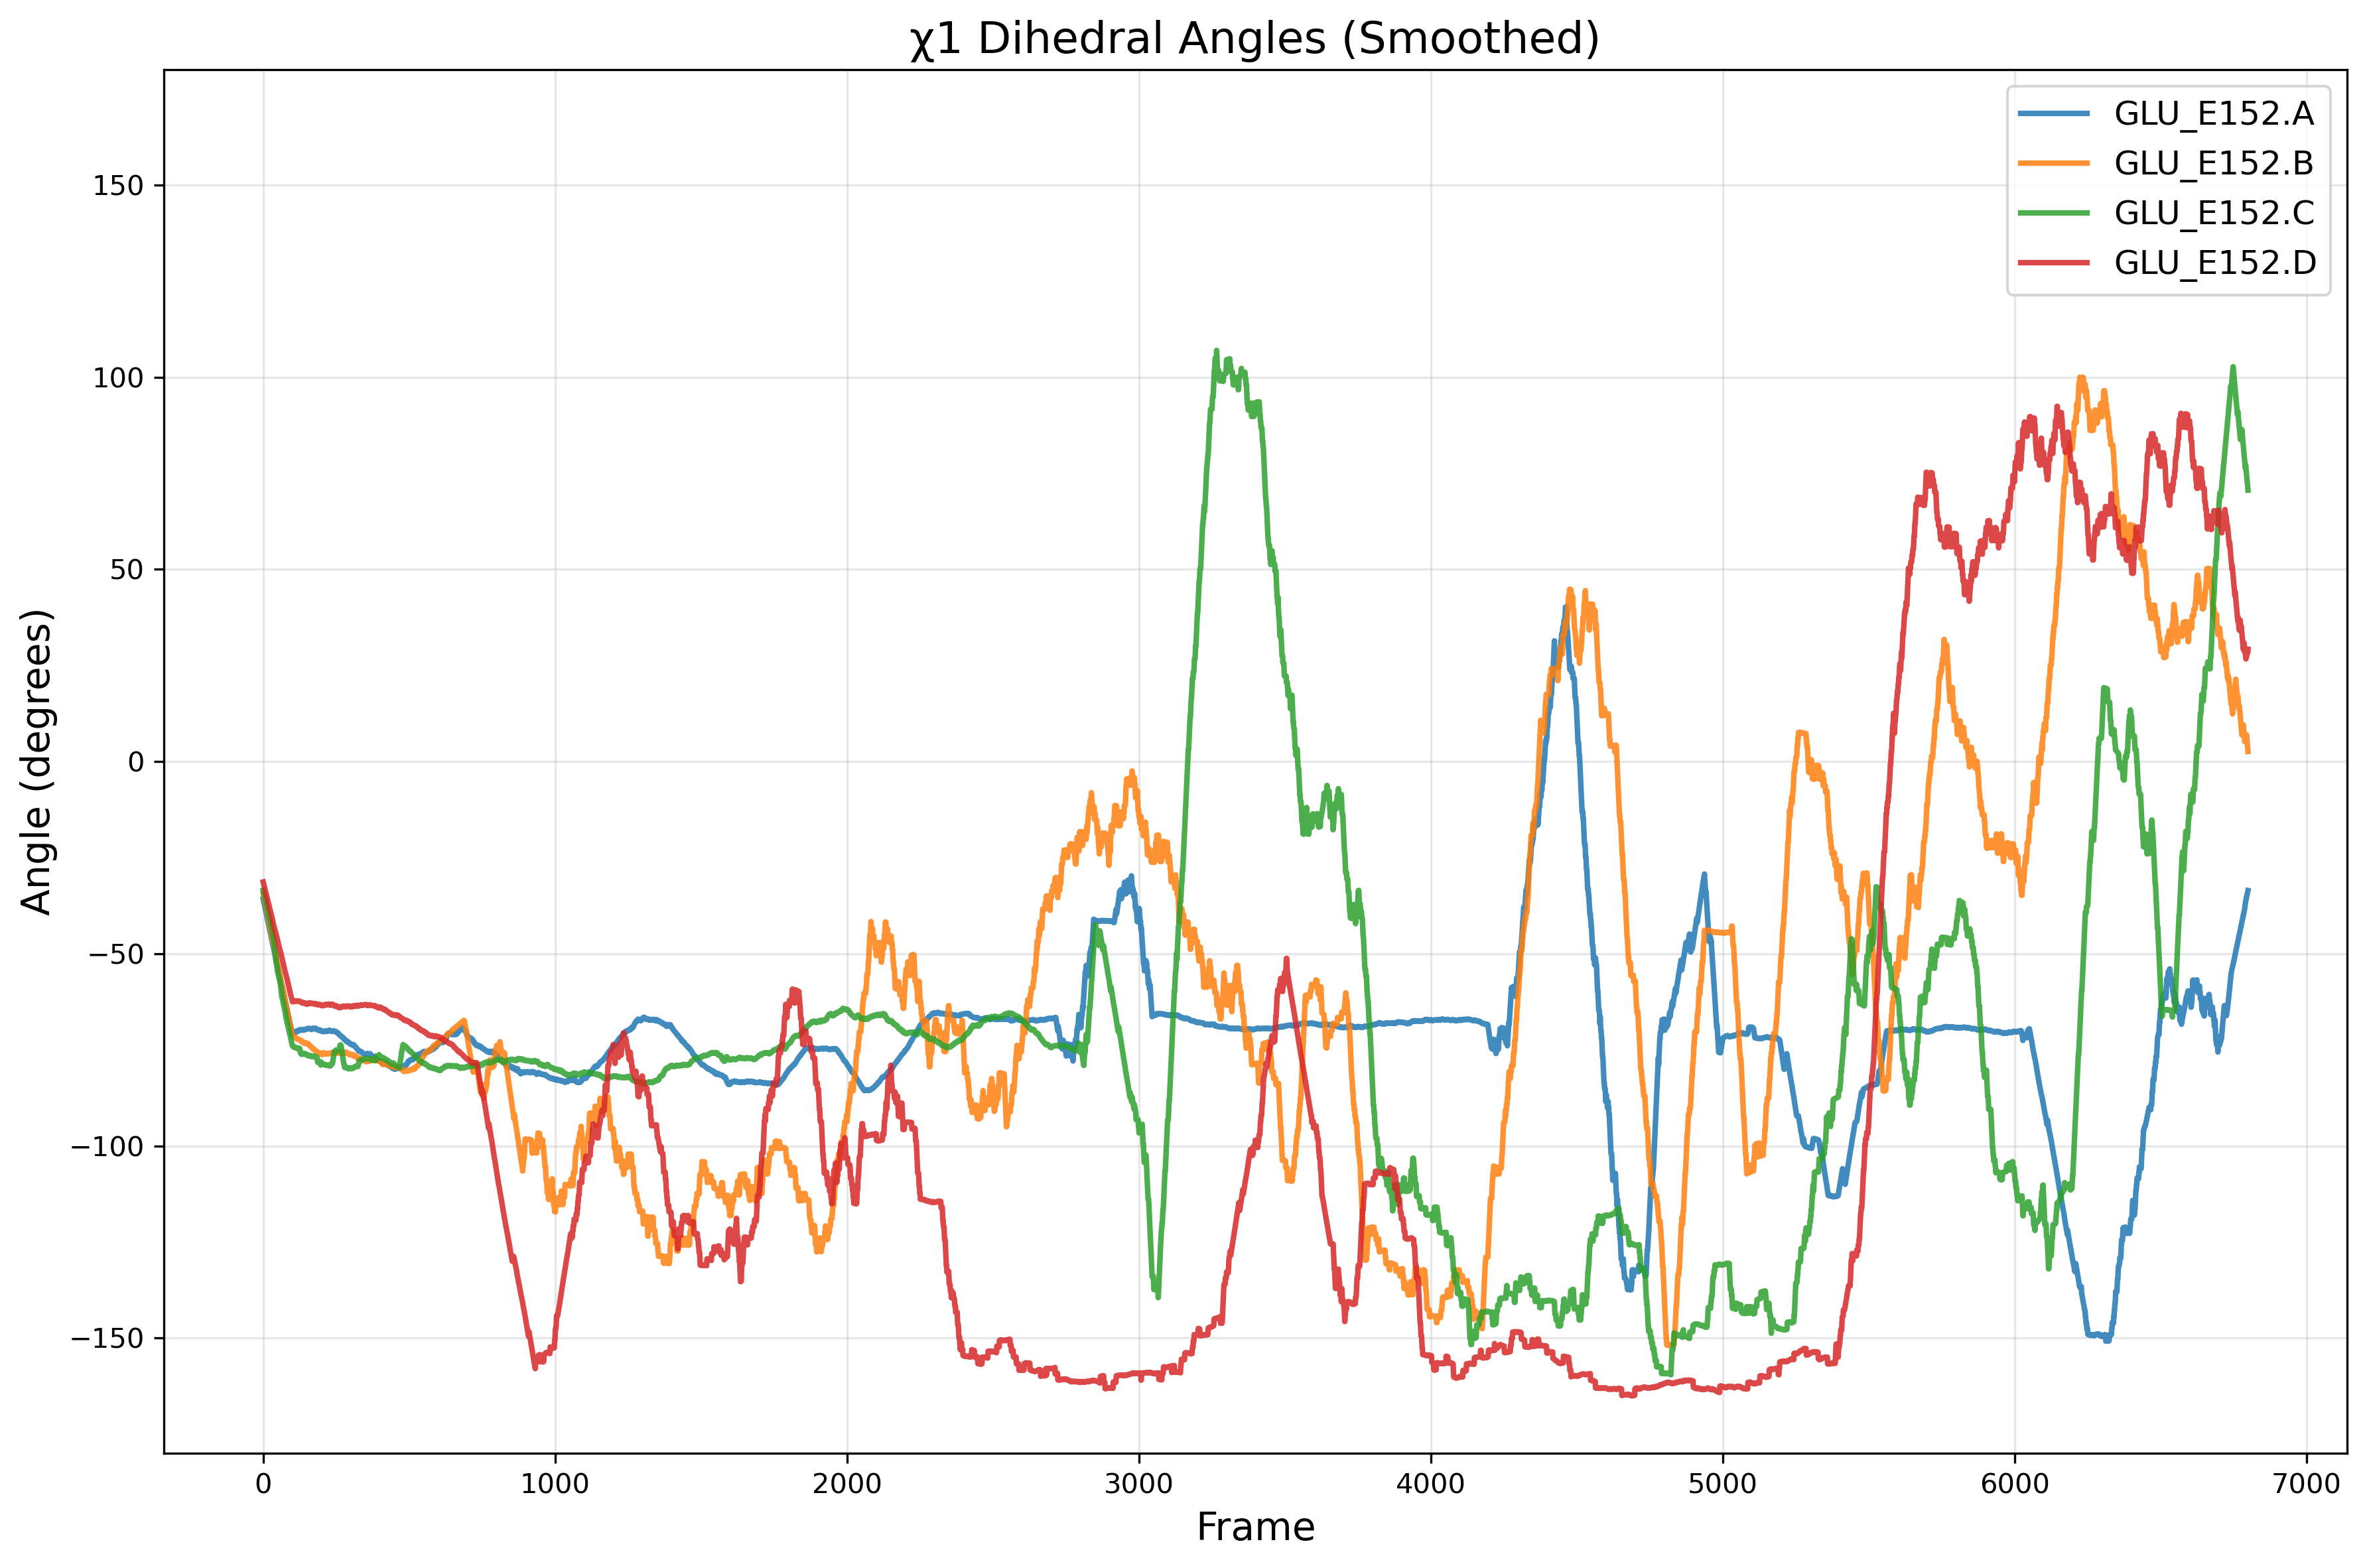 χ1 Dihedral Angles (Smoothed)
GLU_E152.A
GLU_E152.B
GLU_E152.C
GLU_E152.D
150
100
50
0
−50
−100
−150
Angle (degrees)
0 1000 2000 3000 4000 5000 6000 7000
Frame